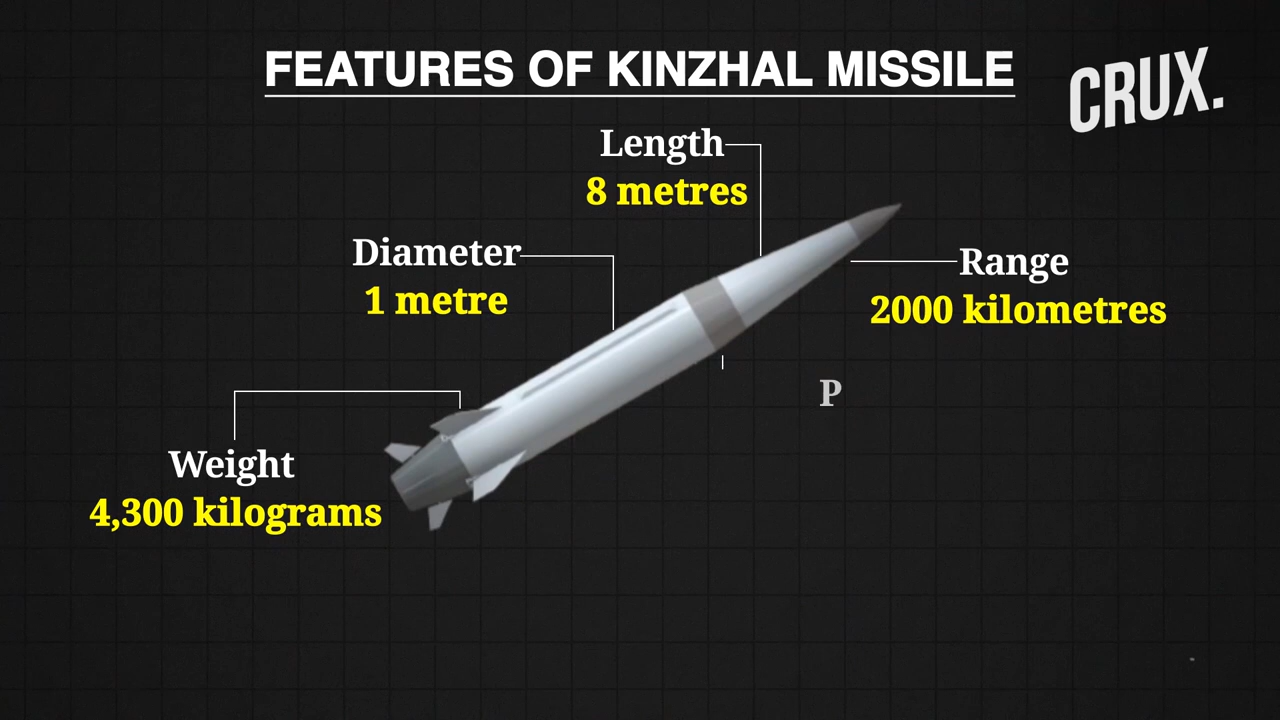 FEATURES OF KINZHAL MISSILE
CRUX.
Length
8 metres
Diameter
1 metre
Range
2000 kilometres
P
Weight
4,300 kilograms